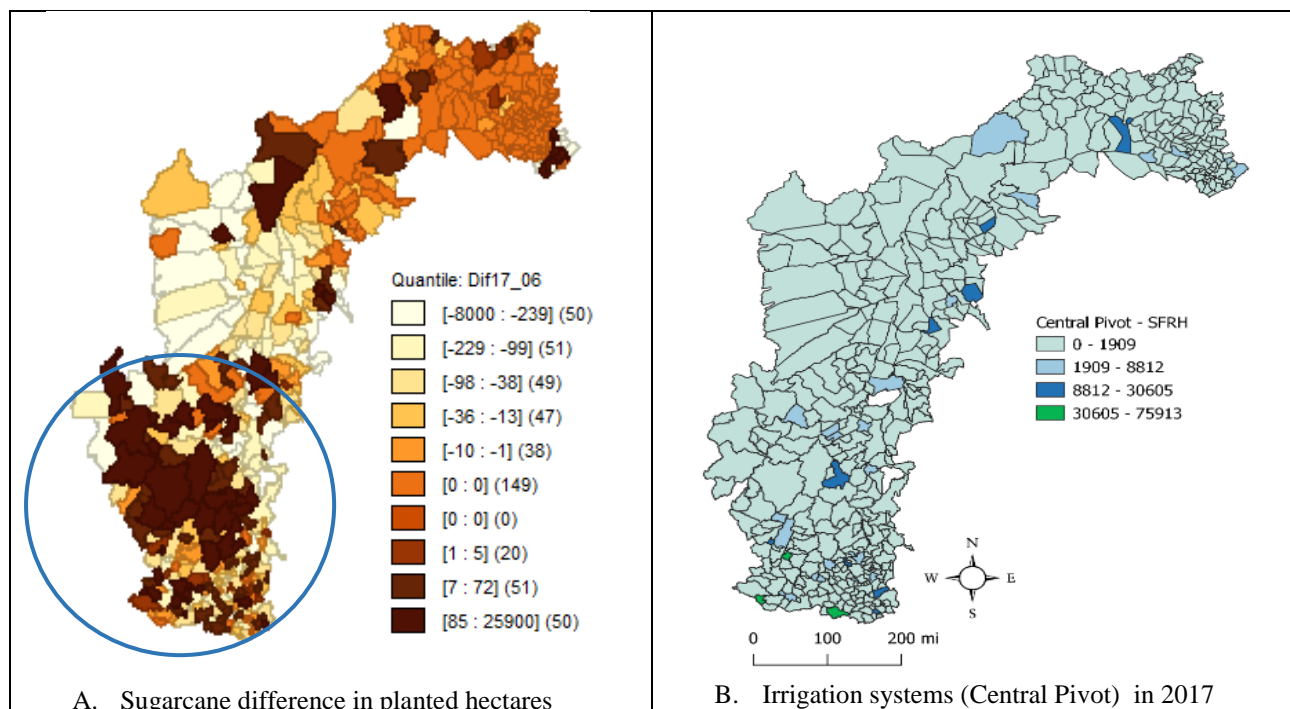 Quantile: Dif17_06
[-8000 : -239] (50)
[-229 : -99] (51)
[-98 : -38] (49)
[-36 : -13] (47)
[-10 : -1] (38)
[0 : 0] (149)
[0 : 0] (0)
[1 : 5] (20)
[7 : 72] (51)
[85 : 25900] (50)
A. Sugarcane difference in planted hectares
Central Pivot - SFRH
0 - 1909
1909 - 8812
8812 - 30605
30605 - 75913
N
W E
S
0 100 200 mi
B. Irrigation systems (Central Pivot) in 2017